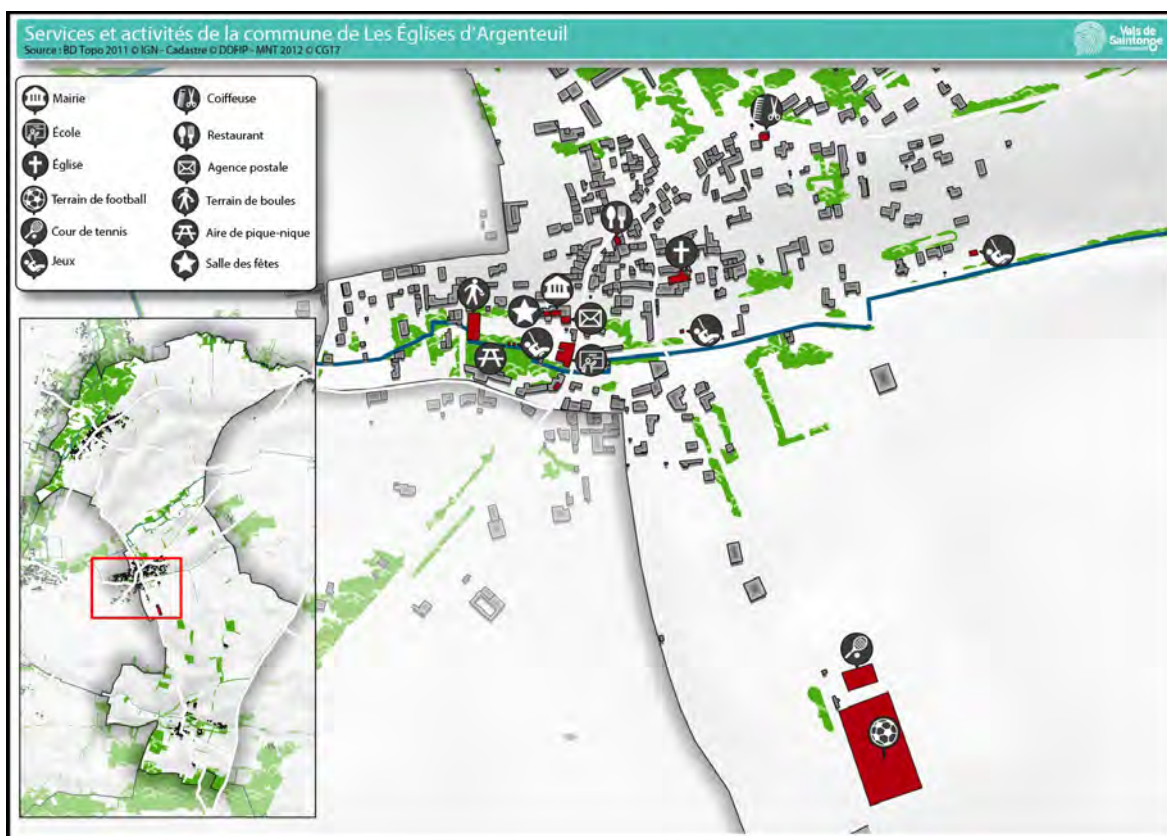 Services et activités de la commune de Les Églises d'Argenteuil
Source : BD Topo 2011 © IGN - Cadastre © DDFIP - MNT 2012 © CG17
Vals de
Saintonge
Mairie
École
Église
Terrain de football
Cour de tennis
Jeux
Coiffeuse
Restaurant
Agence postale
Terrain de boules
Aire de pique-nique
Salle des fêtes